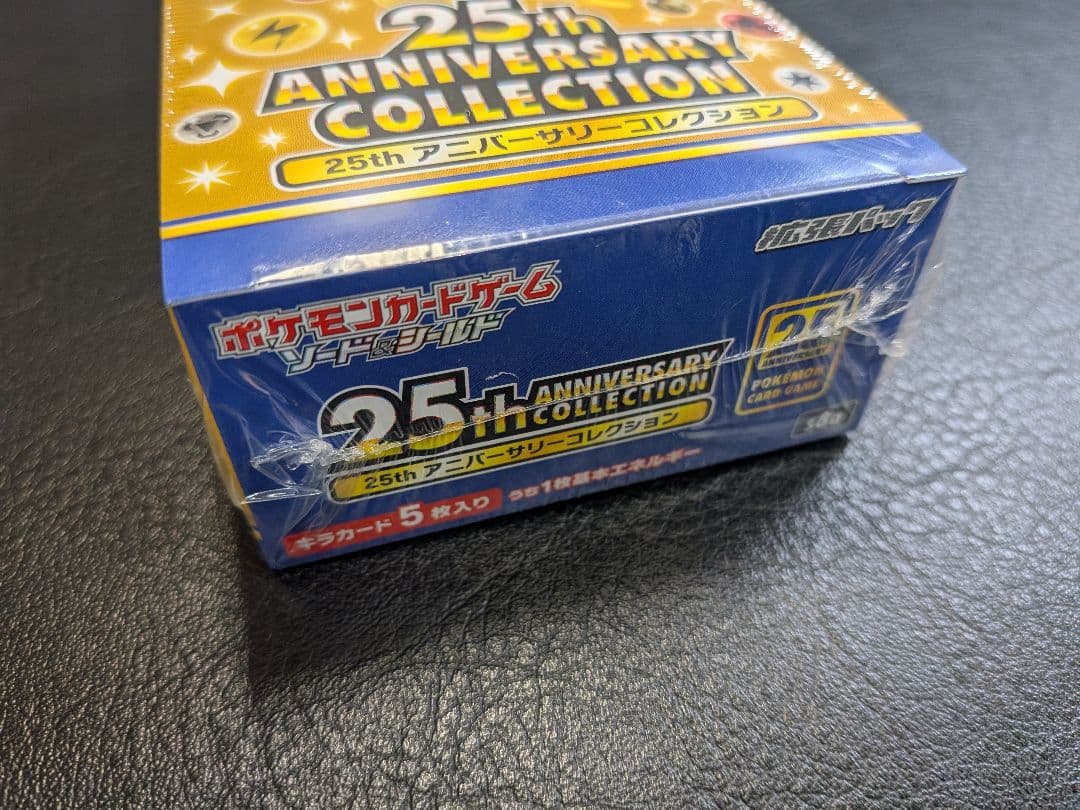 25th
ANNIVERSARY
COLLECTION
25th アニバーサリーコレクション
拡張パック
ポケモンカードゲーム
ソード&シールド
25th ANNIVERSARY
COLLECTION
25th アニバーサリーコレクション
25
ANNIVERSARY
POKÉMON
CARD GAME
s8a
キラカード 5 枚入り うち1枚基本エネルギー